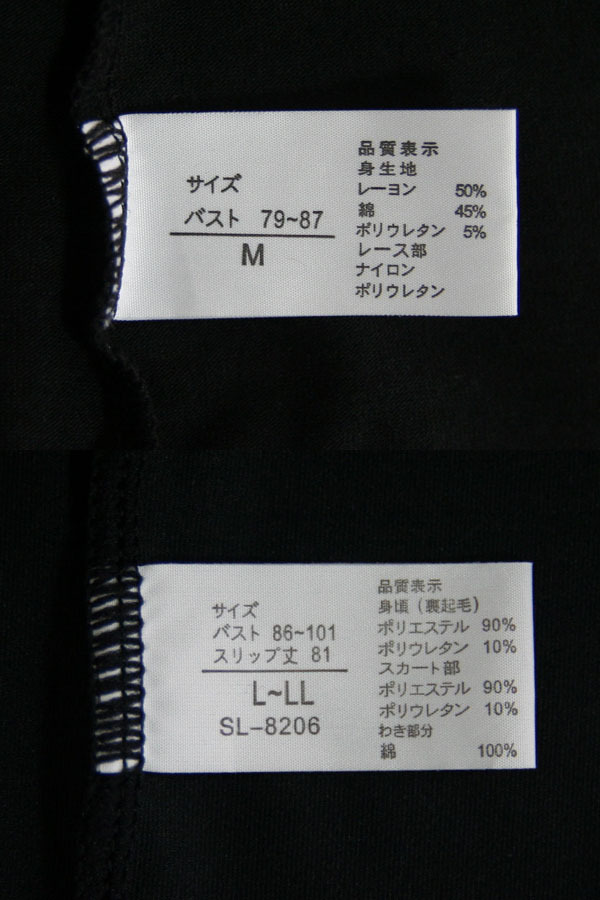 サイズ
バスト 79~87
M
品質表示
身生地
レーヨン 50%
綿 45%
ポリウレタン 5%
レース部
ナイロン
ポリウレタン
サイズ
バスト 86~101
スリップ丈 81
L~LL
SL-8206
品質表示
身頃（裏起毛）
ポリエステル 90%
ポリウレタン 10%
スカート部
ポリエステル 90%
ポリウレタン 10%
わき部分
綿 100%